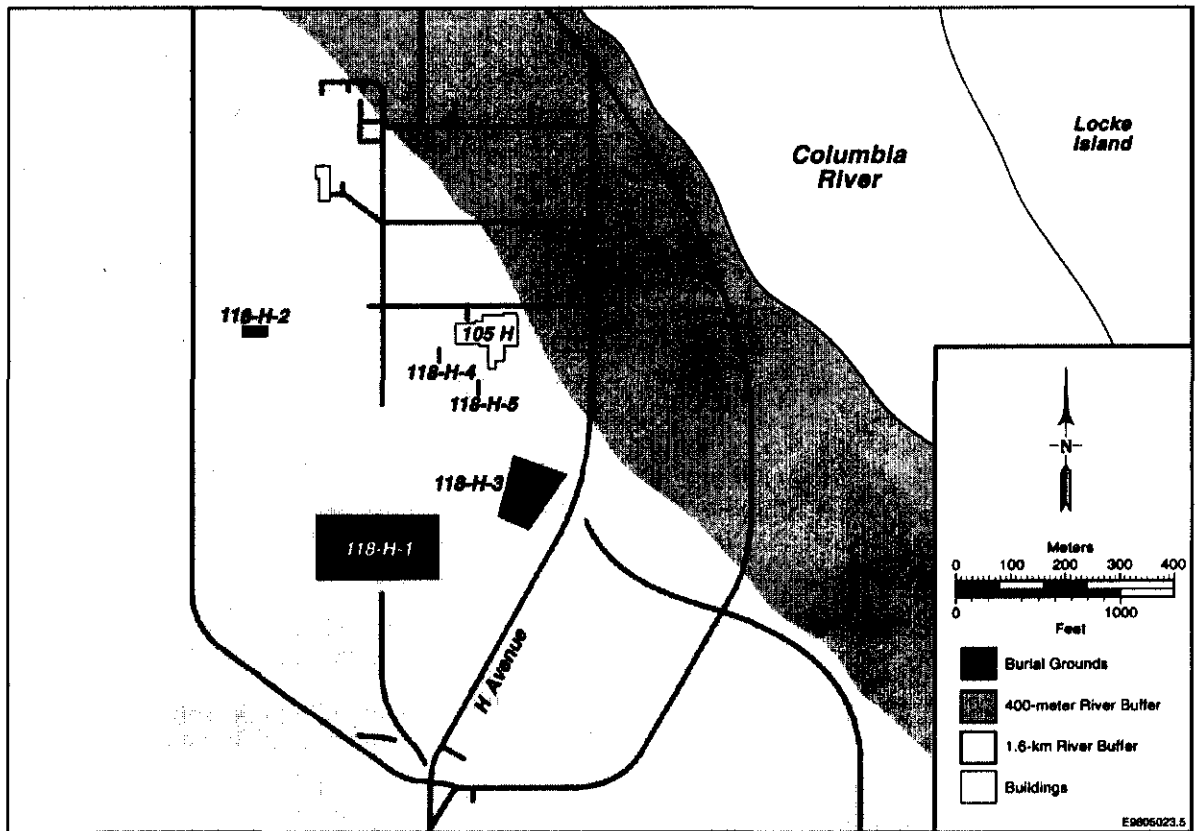 Columbia
River
Locke
Island
118-H-2
105 H
118-H-4
118-H-5
118-H-3
118-H-1
H Avenue
N
Meters
0 100 200 300 400
0 1000
Feet
Burial Grounds
400-meter River Buffer
1.6-km River Buffer
Buildings
E9805023.5